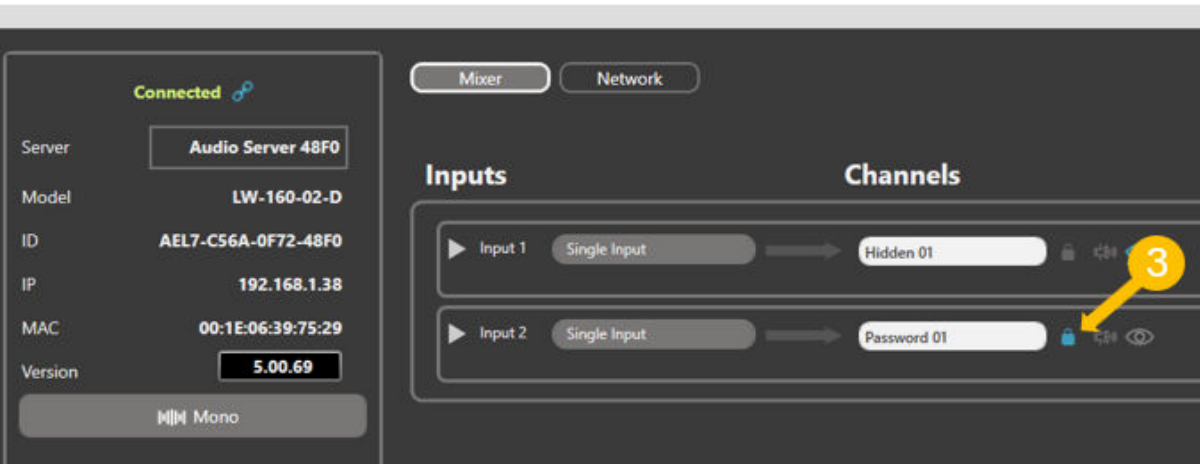 Connected
Server Audio Server 48F0
Model LW-160-02-D
ID AEL7-C56A-0F72-48F0
IP 192.168.1.38
MAC 00:1E:06:39:75:29
Version 5.00.69
Mono
Mixer Network
Inputs Channels
Input 1 Single Input Hidden 01
3
Input 2 Single Input Password 01